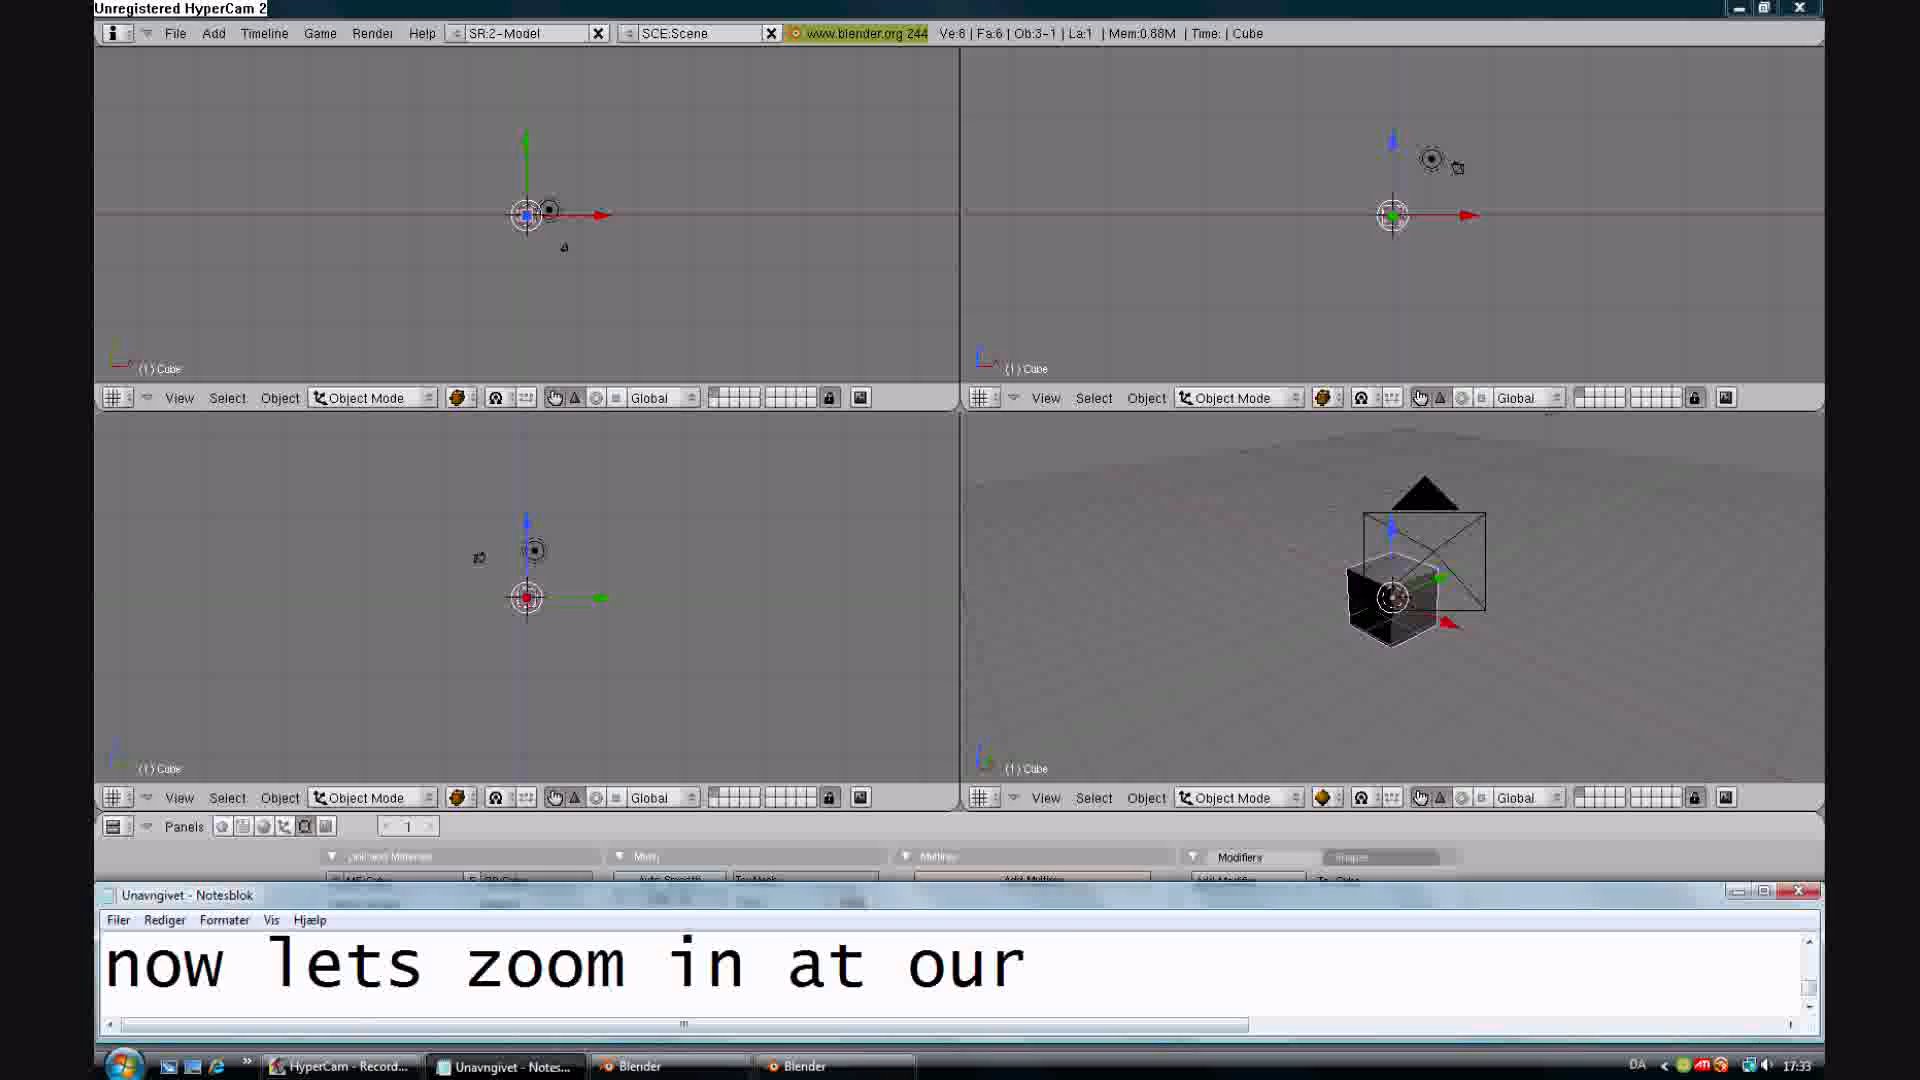 Unregistered HyperCam 2
File Add Timeline Game Render Help SR:2-Model SCE:Scene www.blender.org 244 Ve:8 | Fa:6 | Ob:3-1 | La:1 | Mem:0.68M | Time: | Cube
(1) Cube
(1) Cube
View Select Object Object Mode Global
View Select Object Object Mode Global
(1) Cube
(1) Cube
View Select Object Object Mode Global
View Select Object Object Mode Global
Panels 1
Modifiers
Unavngivet - Notesblok
Filer Rediger Formater Vis Hjælp
now lets zoom in at our
HyperCam - Record... Unavngivet - Notes... Blender Blender DA 17:33